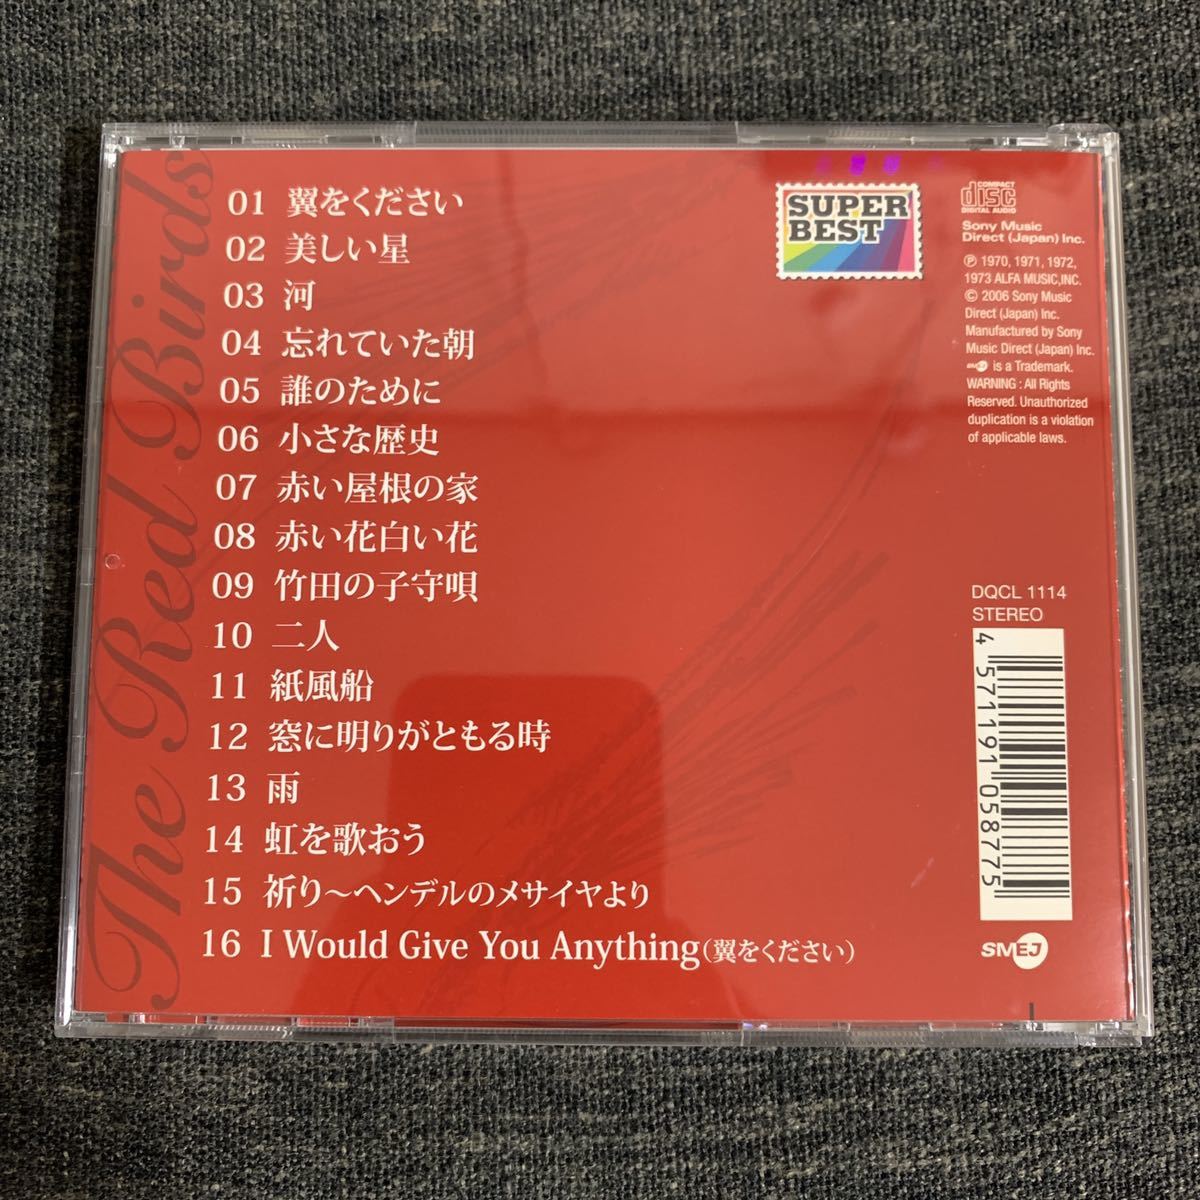 The Red Birds
01 翼をください
02 美しい星
03 河
04 忘れていた朝
05 誰のために
06 小さな歴史
07 赤い屋根の家
08 赤い花白い花
09 竹田の子守唄
10 二人
11 紙風船
12 窓に明りがともる時
13 雨
14 虹を歌おう
15 祈り～ヘンデルのメサイヤより
16 I Would Give You Anything(翼をください)
SUPER
BEST
COMPACT
disc
DIGITAL AUDIO
Sony Music
Direct (Japan) Inc.
Ⓟ 1970, 1971, 1972,
1973 ALFA MUSIC,INC.
© 2006 Sony Music
Direct (Japan) Inc.
Manufactured by Sony
Music Direct (Japan) Inc.
SMEJ is a Trademark.
WARNING : All Rights
Reserved. Unauthorized
duplication is a violation
of applicable laws.
DQCL 1114
STEREO
4 571191 058775
SMEJ